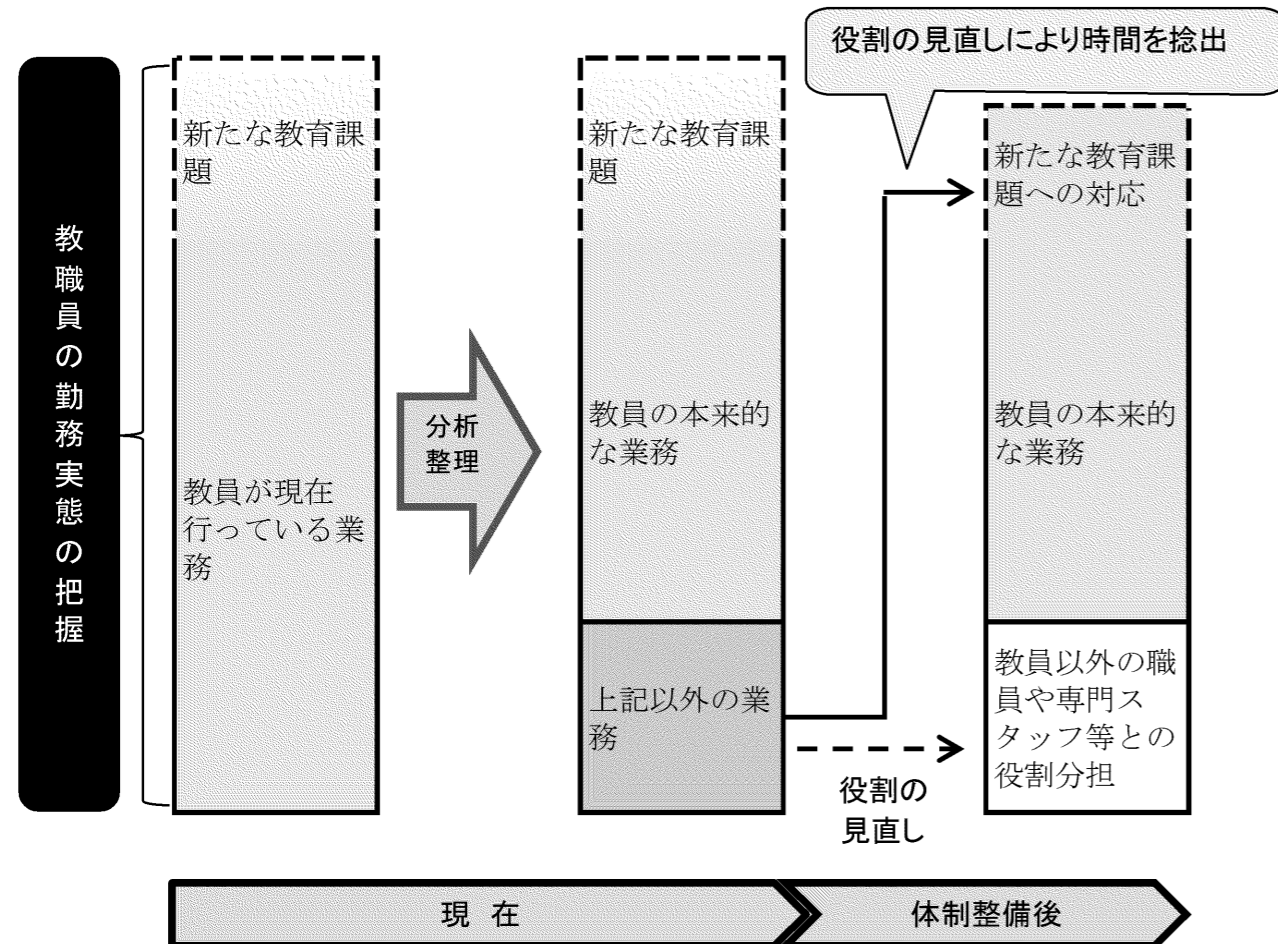 役割の見直しにより時間を捻出
教職員の勤務実態の把握
新たな教育課
題
教員が現在
行っている業
務
分析
整理
新たな教育課
題
教員の本来的
な業務
上記以外の業
務
役割の
見直し
新たな教育課
題への対応
教員の本来的
な業務
教員以外の職
員や専門ス
タッフ等との
役割分担
現 在
体制整備後